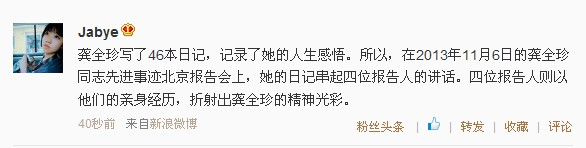 Jabye
龚全珍写了46本日记，记录了她的人生感悟。所以，在2013年11月6日的龚全珍
同志先进事迹北京报告会上，她的日记串起四位报告人的讲话。四位报告人则以
他们的亲身经历，折射出龚全珍的精神光彩。
40秒前 来自新浪微博 粉丝头条 | | 转发 | 收藏 | 评论